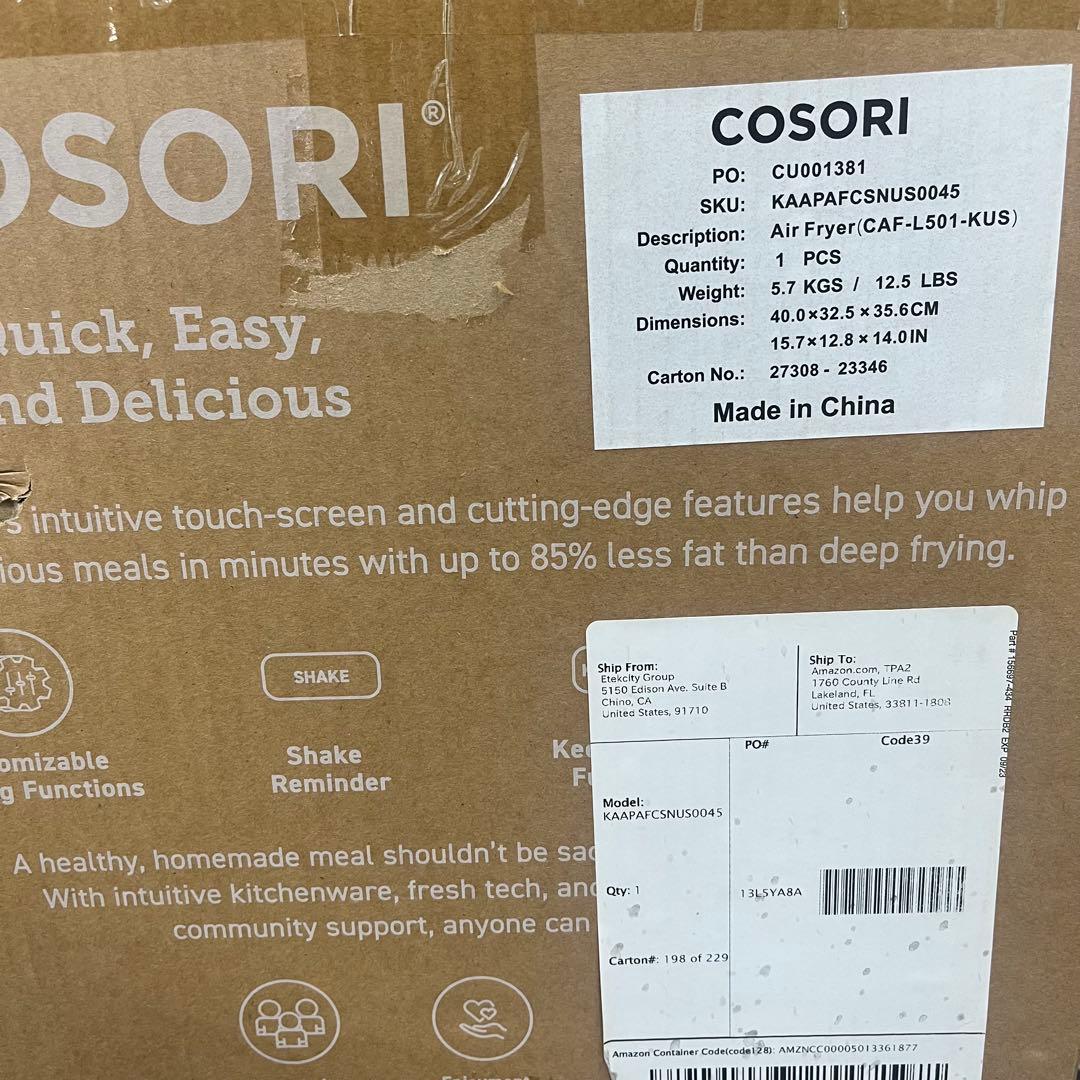 OSORI®
Quick, Easy,
nd Delicious
s intuitive touch-screen and cutting-edge features help you whip
ious meals in minutes with up to 85% less fat than deep frying.
SHAKE
omizable
g Functions
Shake
Reminder
A healthy, homemade meal shouldn't be
With intuitive kitchenware, fresh tech,
community support, anyone can
COSORI
PO: CU001381
SKU: KAAPAFCSNUS0045
Description: Air Fryer(CAF-L501-KUS)
Quantity: 1 PCS
Weight: 5.7 KGS / 12.5 LBS
Dimensions: 40.0×32.5×35.6CM
15.7×12.8×14.0IN
Carton No.: 27308 - 23346
Made in China
Ship From:
Etekcity Group
5150 Edison Ave. Suite B
Chino, CA
United States, 91710
Ship To:
Amazon.com, TPA2
1760 County Line Rd
Lakeland, FL
United States, 33811-1808
PO#
Code39
Model:
KAAPAFCSNUS0045
Qty: 1
13L5YA8A
Carton#: 198 of 229
Amazon Container Code(code128): AMZNCC00005013361877